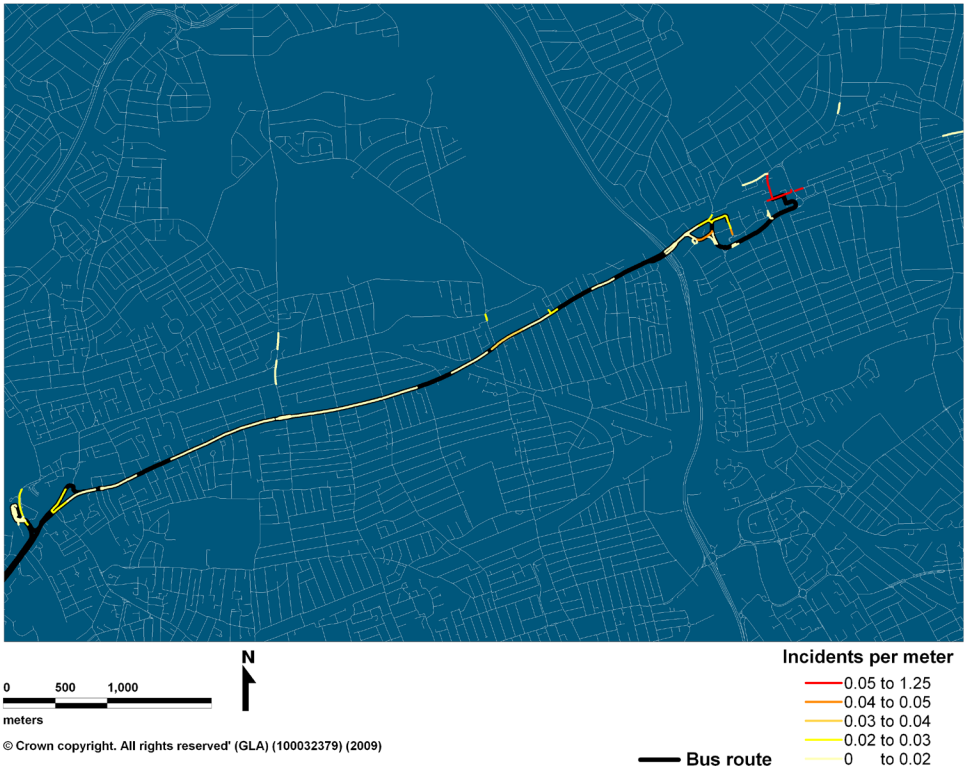 N
0 500 1,000
meters
© Crown copyright. All rights reserved' (GLA) (100032379) (2009)
Incidents per meter
0.05 to 1.25
0.04 to 0.05
0.03 to 0.04
0.02 to 0.03
0 to 0.02
Bus route